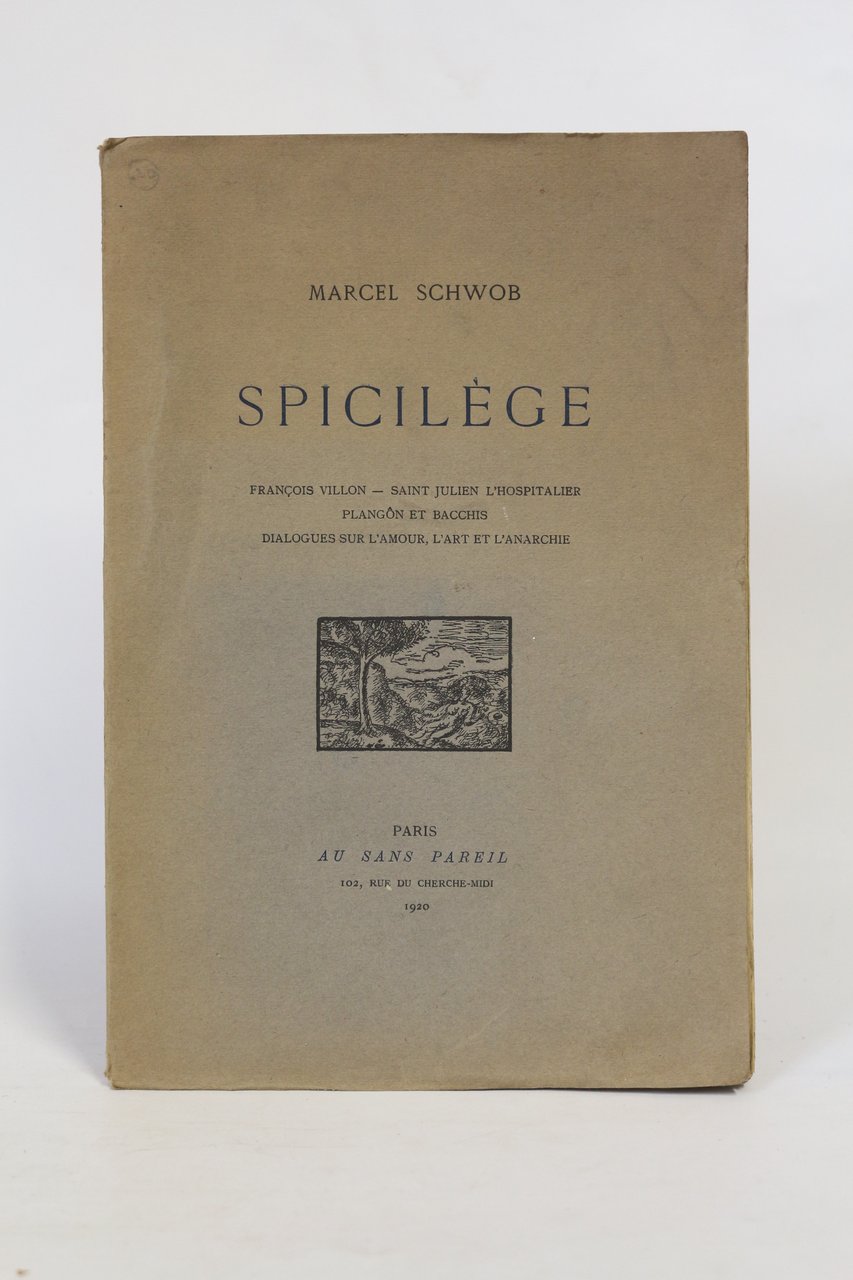 MARCEL SCHWOB
SPICILÈGE
FRANÇOIS VILLON — SAINT JULIEN L'HOSPITALIER
PLANGÔN ET BACCHIS
DIALOGUES SUR L'AMOUR, L'ART ET L'ANARCHIE
PARIS
AU SANS PAREIL
102, RUE DU CHERCHE-MIDI
1920